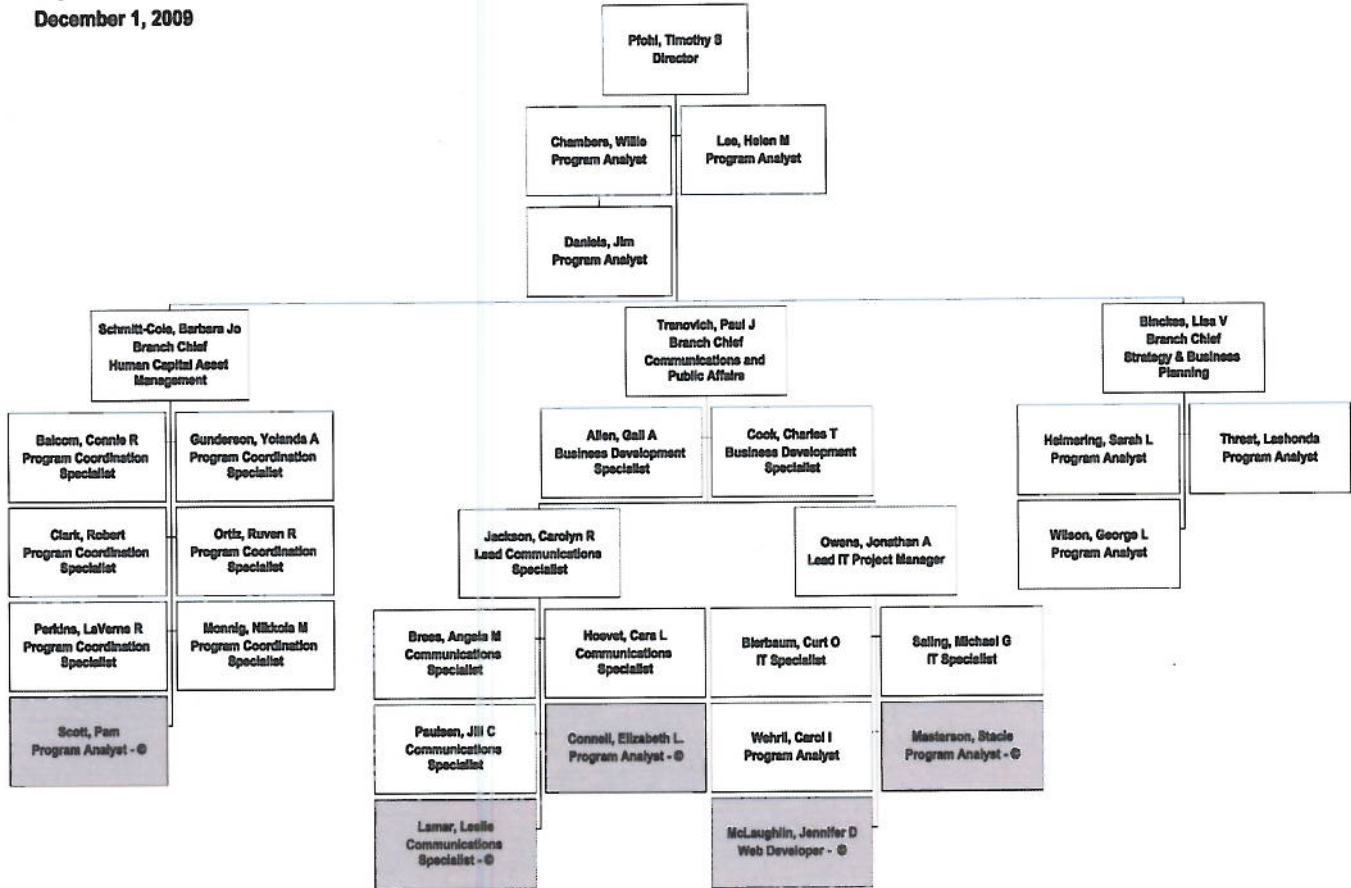 December 1, 2009
Pfohl, Timothy S
Director
Chambers, Willie
Program Analyst
Lee, Helen M
Program Analyst
Daniels, Jim
Program Analyst
Schmitt-Cole, Barbara Jo
Branch Chief
Human Capital Asset
Management
Tranovich, Paul J
Branch Chief
Communications and
Public Affairs
Binckes, Lisa V
Branch Chief
Strategy & Business
Planning
Balcom, Connie R
Program Coordination
Specialist
Gunderson, Yolanda A
Program Coordination
Specialist
Clark, Robert
Program Coordination
Specialist
Ortiz, Ruven R
Program Coordination
Specialist
Perkins, LaVerne R
Program Coordination
Specialist
Monnig, Nikkola M
Program Coordination
Specialist
Scott, Pam
Program Analyst - ©
Allen, Gail A
Business Development
Specialist
Cook, Charles T
Business Development
Specialist
Jackson, Carolyn R
Lead Communications
Specialist
Owens, Jonathan A
Lead IT Project Manager
Brees, Angela M
Communications
Specialist
Hoevet, Cara L
Communications
Specialist
Paulsen, Jill C
Communications
Specialist
Connell, Elizabeth L.
Program Analyst - ©
Lamar, Leslie
Communications
Specialist - ©
Bierbaum, Curt O
IT Specialist
Saling, Michael G
IT Specialist
Wehrli, Carol I
Program Analyst
Masterson, Stacie
Program Analyst - ©
McLaughlin, Jennifer D
Web Developer - ©
Helmering, Sarah L
Program Analyst
Threat, Lashonda
Program Analyst
Wilson, George L
Program Analyst